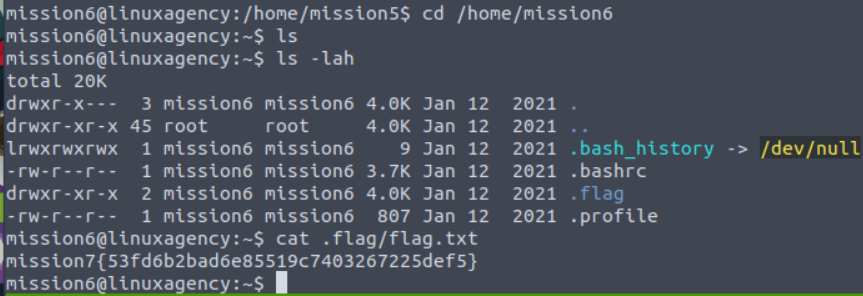 mission6@linuxagency:/home/mission5$ cd /home/mission6
mission6@linuxagency:~$ ls
mission6@linuxagency:~$ ls -lah
total 20K
drwxr-x---  3 mission6 mission6 4.0K Jan 12  2021 .
drwxr-xr-x 45 root     root     4.0K Jan 12  2021 ..
lrwxrwxrwx  1 mission6 mission6    9 Jan 12  2021 .bash_history -> /dev/null
-rw-r--r--  1 mission6 mission6 3.7K Jan 12  2021 .bashrc
drwxr-xr-x  2 mission6 mission6 4.0K Jan 12  2021 .flag
-rw-r--r--  1 mission6 mission6  807 Jan 12  2021 .profile
mission6@linuxagency:~$ cat .flag/flag.txt
mission7{53fd6b2bad6e85519c7403267225def5}
mission6@linuxagency:~$